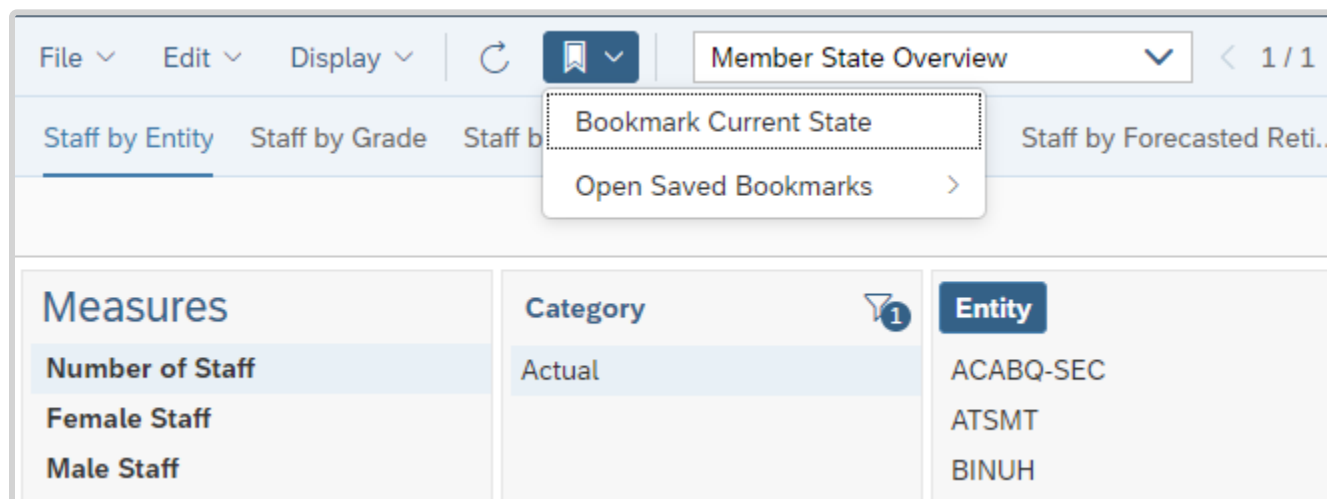 File Edit Display Member State Overview 1 / 1
Bookmark Current State
Staff by Entity Staff by Grade Staff b Staff by Forecasted Reti..
Open Saved Bookmarks
Measures Category 1 Entity
Number of Staff Actual ACABQ-SEC
Female Staff ATSMT
Male Staff BINUH